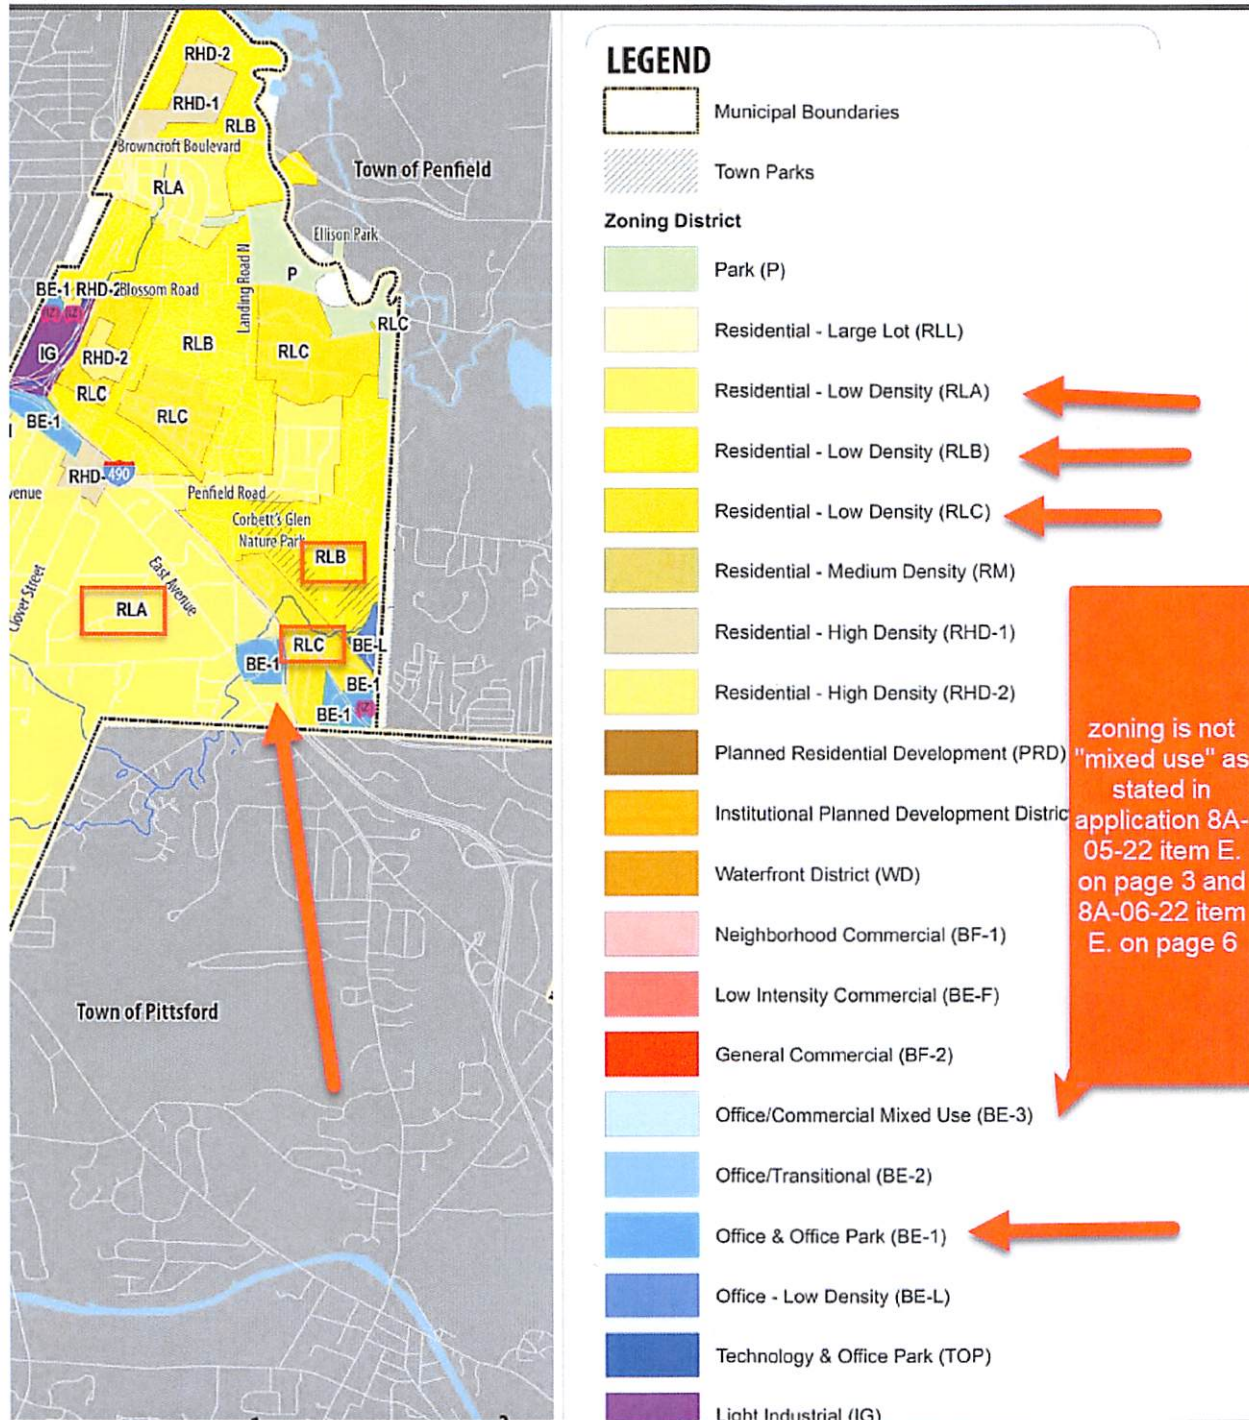 RHD-2
RHD-1
RLB
Browncroft Boulevard
Town of Penfield
RLA
Landing Road N
Ellison Park
P
BE-1 RHD-2 Blossom Road
(IZ) (IZ)
RLC
RLB
IG
RHD-2
RLC
RLC
RLC
BE-1
RHD-
490
venue
Penfield Road
Corbett's Glen
Nature Park
RLB
Clover Street
East Avenue
RLA
RLC
BE-L
BE-1
BE-1
BE-1
(IZ)
Town of Pittsford
LEGEND
Municipal Boundaries
Town Parks
Zoning District
Park (P)
Residential - Large Lot (RLL)
Residential - Low Density (RLA)
Residential - Low Density (RLB)
Residential - Low Density (RLC)
Residential - Medium Density (RM)
Residential - High Density (RHD-1)
Residential - High Density (RHD-2)
Planned Residential Development (PRD)
Institutional Planned Development Distric
Waterfront District (WD)
Neighborhood Commercial (BF-1)
Low Intensity Commercial (BE-F)
General Commercial (BF-2)
Office/Commercial Mixed Use (BE-3)
Office/Transitional (BE-2)
Office & Office Park (BE-1)
Office - Low Density (BE-L)
Technology & Office Park (TOP)
Light Industrial (IG)
zoning is not
"mixed use" as
stated in
application 8A-
05-22 item E.
on page 3 and
8A-06-22 item
E. on page 6